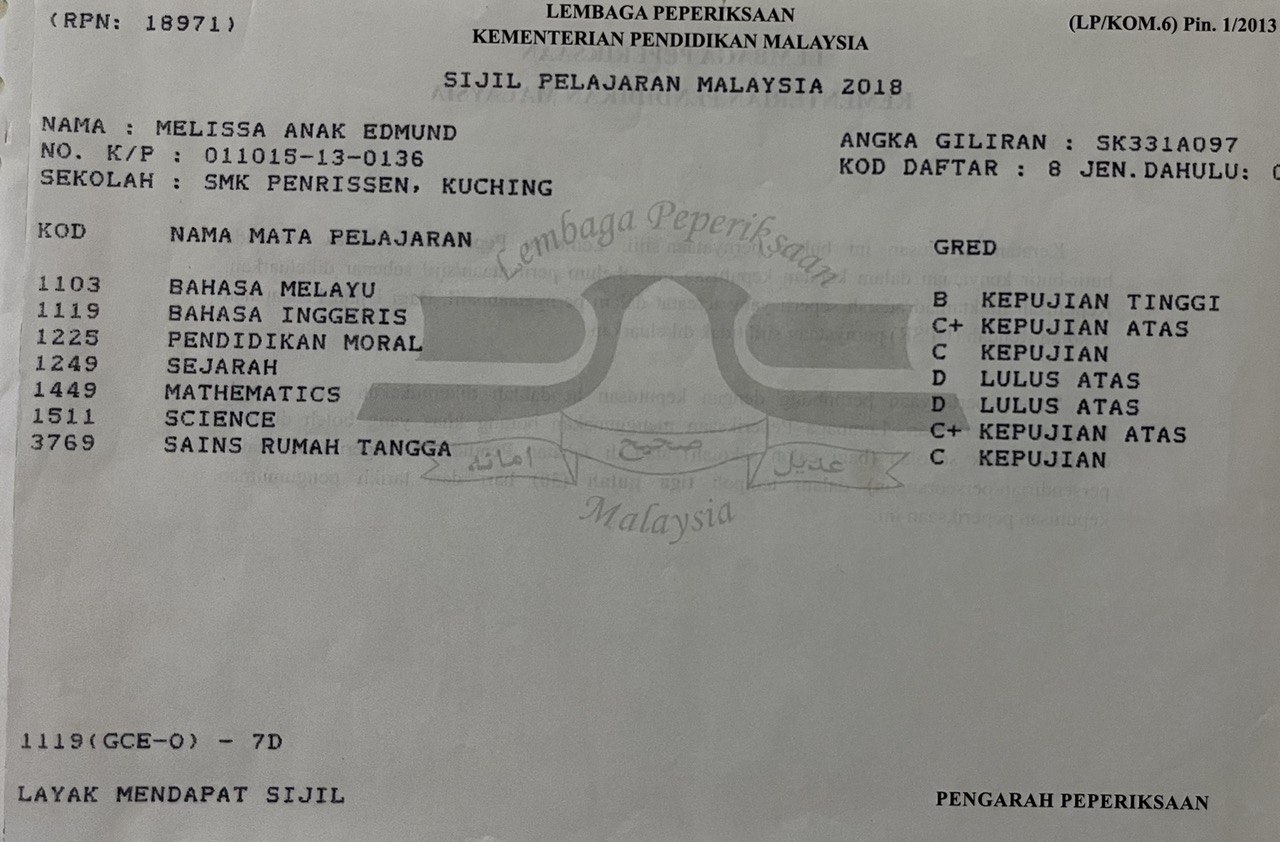 (RPN: 18971)
LEMBAGA PEPERIKSAAN
(LP/KOM.6) Pin. 1/2013
KEMENTERIAN PENDIDIKAN MALAYSIA
SIJIL PELAJARAN MALAYSIA 2018
NAMA : MELISSA ANAK EDMUND
ANGKA GILIRAN : SK331A097
NO. K/P : 011015-13-0136
KOD DAFTAR : 8 JEN.DAHULU:
SEKOLAH : SMK PENRISSEN, KUCHING
KOD NAMA MATA PELAJARAN GRED
1103 BAHASA MELAYU B KEPUJIAN TINGGI
1119 BAHASA INGGERIS C+ KEPUJIAN ATAS
1225 PENDIDIKAN MORAL C KEPUJIAN
1249 SEJARAH D LULUS ATAS
1449 MATHEMATICS D LULUS ATAS
1511 SCIENCE C+ KEPUJIAN ATAS
3769 SAINS RUMAH TANGGA C KEPUJIAN
Lembaga Peperiksaan
امانه صحيح عديل
Malaysia
1119(GCE-O) - 7D
LAYAK MENDAPAT SIJIL
PENGARAH PEPERIKSAAN